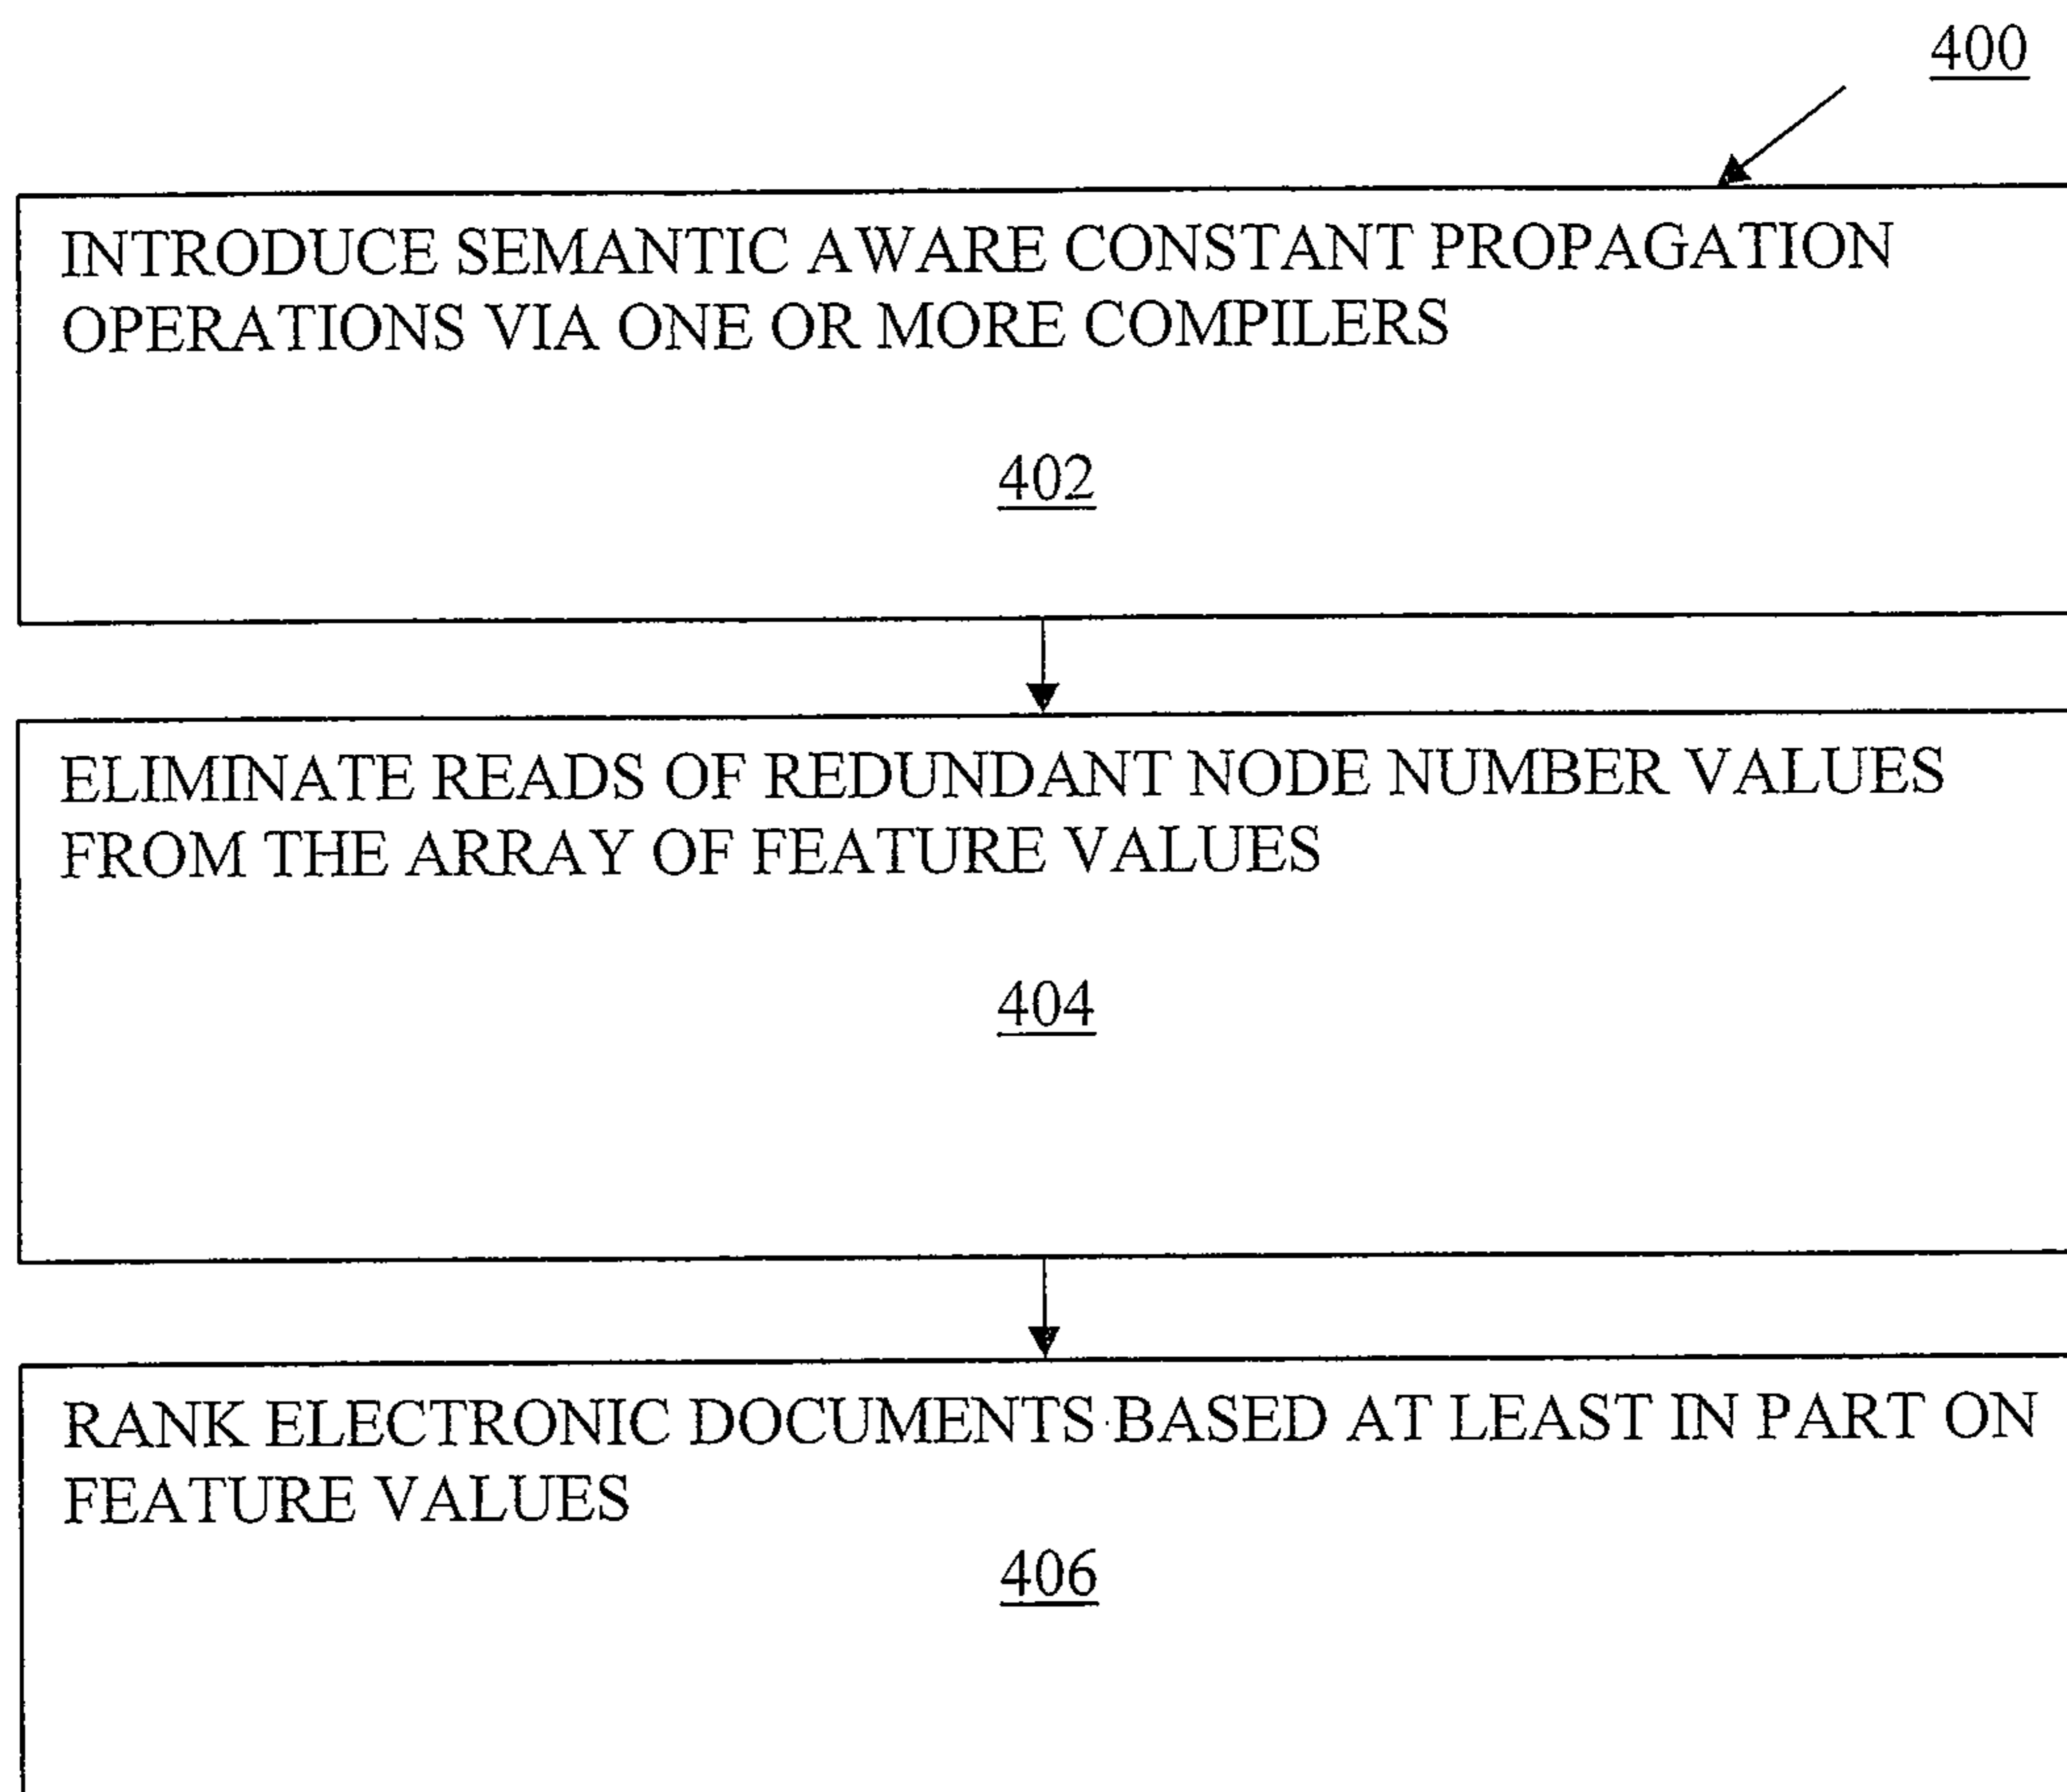 400
INTRODUCE SEMANTIC AWARE CONSTANT PROPAGATION
OPERATIONS VIA ONE OR MORE COMPILERS
402
ELIMINATE READS OF REDUNDANT NODE NUMBER VALUES
FROM THE ARRAY OF FEATURE VALUES
404
RANK ELECTRONIC DOCUMENTS BASED AT LEAST IN PART ON
FEATURE VALUES
406